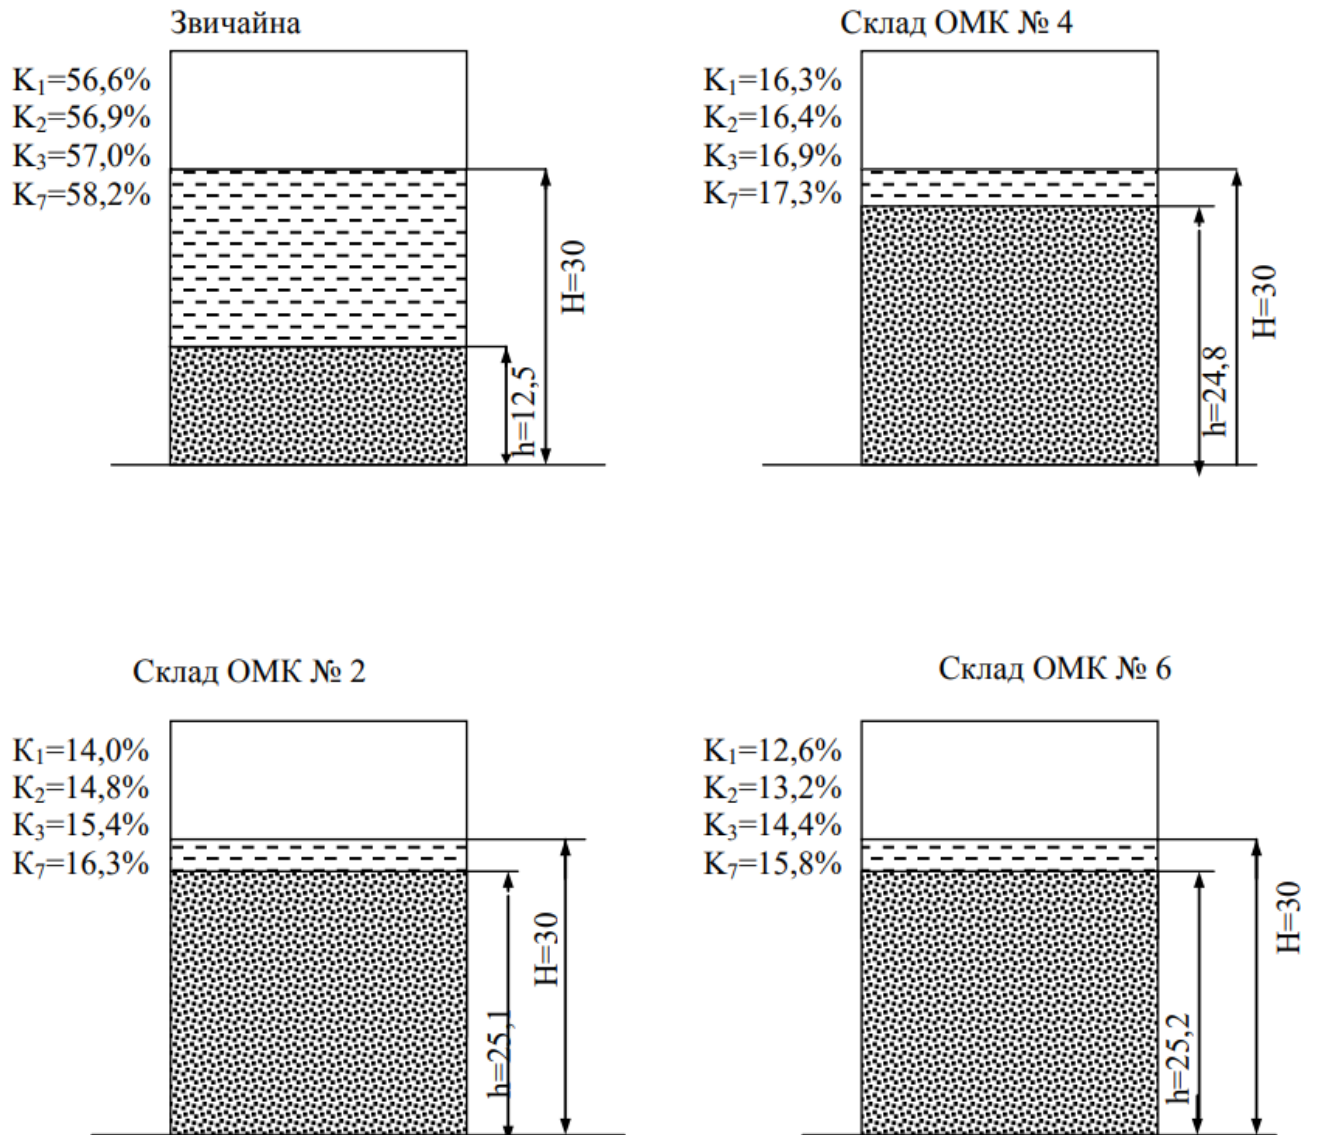 Звичайна
K₁=56,6%
K₂=56,9%
K₃=57,0%
K₇=58,2%
H=30
h=12,5
Склад ОМК № 4
K₁=16,3%
K₂=16,4%
K₃=16,9%
K₇=17,3%
H=30
h=24,8
Склад ОМК № 2
K₁=14,0%
K₂=14,8%
K₃=15,4%
K₇=16,3%
H=30
h=25,1
Склад ОМК № 6
K₁=12,6%
K₂=13,2%
K₃=14,4%
K₇=15,8%
H=30
h=25,2